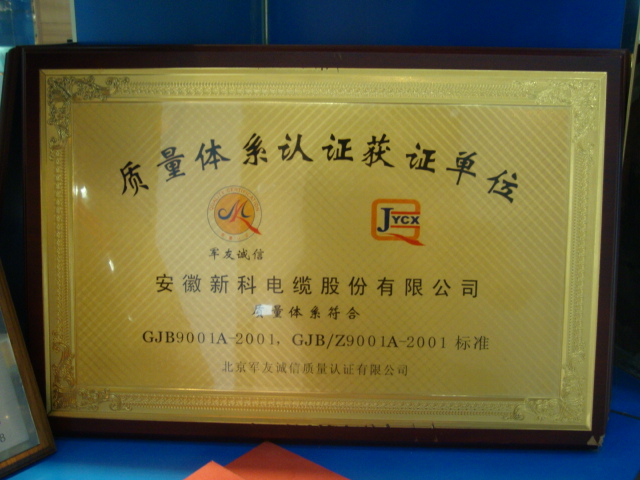 质量体系认证获证单位
JYCX
军友诚信
安徽新科电缆股份有限公司
质量体系符合
GJB9001A-2001, GJB/Z9001A-2001 标准
北京军友诚信质量认证有限公司